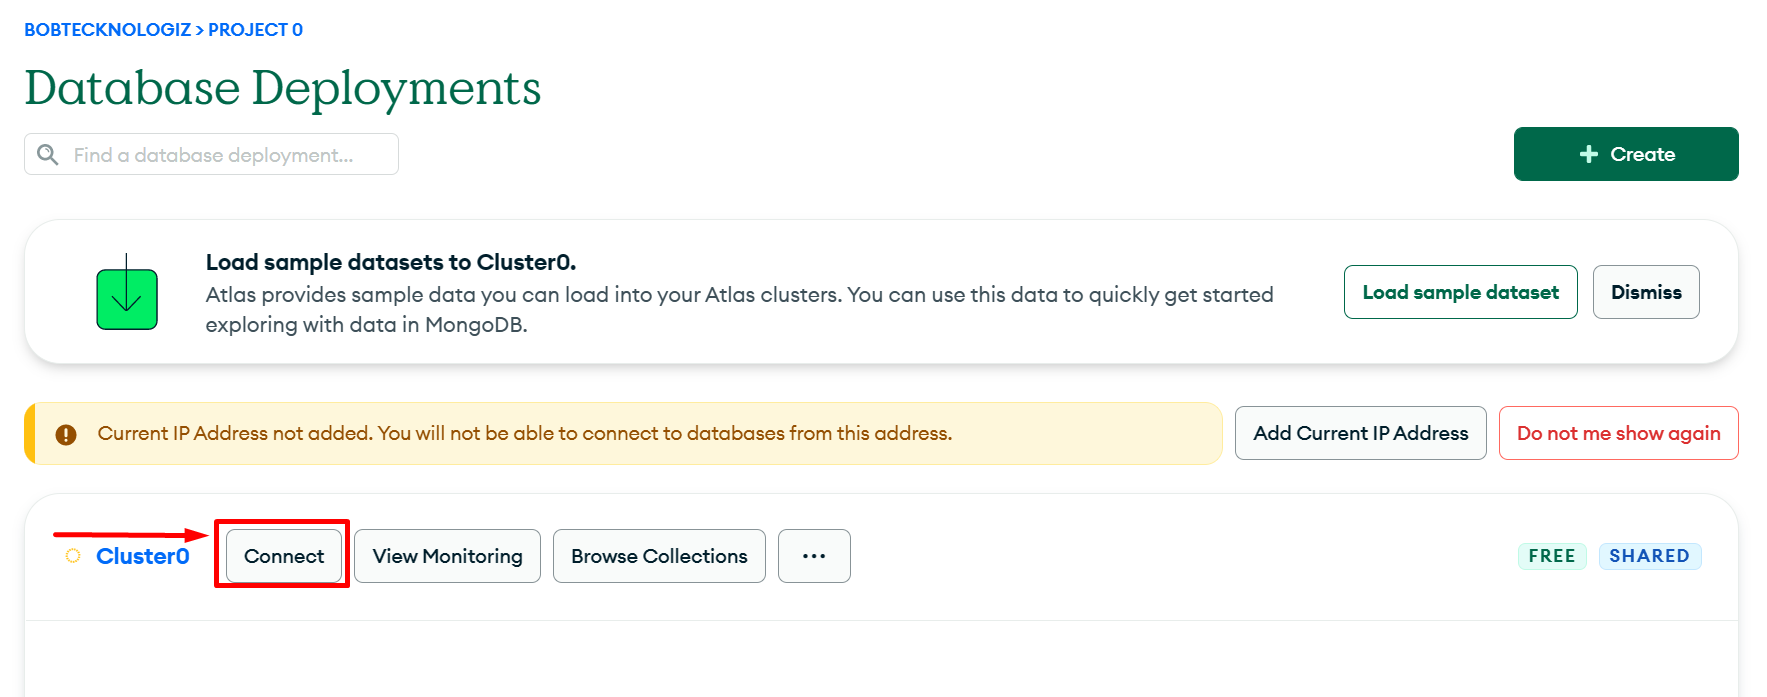 BOBTECKNOLOGIZ > PROJECT 0
Database Deployments
Find a database deployment...
+ Create
Load sample datasets to Cluster0.
Atlas provides sample data you can load into your Atlas clusters. You can use this data to quickly get started
exploring with data in MongoDB.
Load sample dataset
Dismiss
Current IP Address not added. You will not be able to connect to databases from this address.
Add Current IP Address
Do not me show again
Cluster0
Connect
View Monitoring
Browse Collections
...
FREE
SHARED